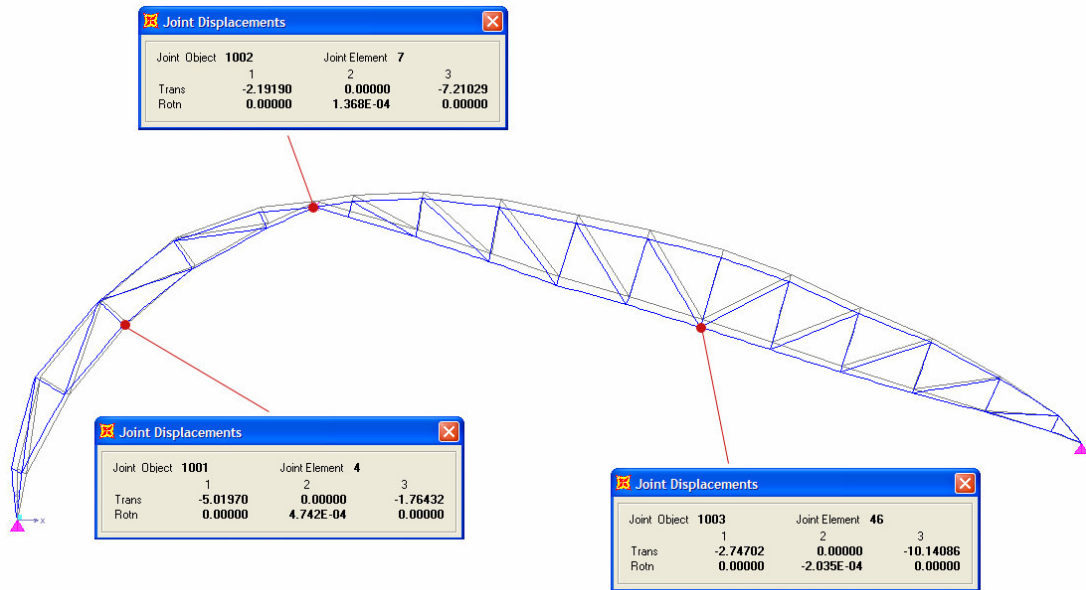 Joint Displacements
Joint Object 1002 Joint Element 7
1 2 3
Trans -2.19190 0.00000 -7.21029
Rotn 0.00000 1.368E-04 0.00000
Joint Displacements
Joint Object 1001 Joint Element 4
1 2 3
Trans -5.01970 0.00000 -1.76432
Rotn 0.00000 4.742E-04 0.00000
x
Joint Displacements
Joint Object 1003 Joint Element 46
1 2 3
Trans -2.74702 0.00000 -10.14086
Rotn 0.00000 -2.035E-04 0.00000